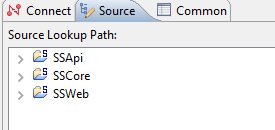 Connect Source Common
Source Lookup Path:
SSApi
SSCore
SSWeb